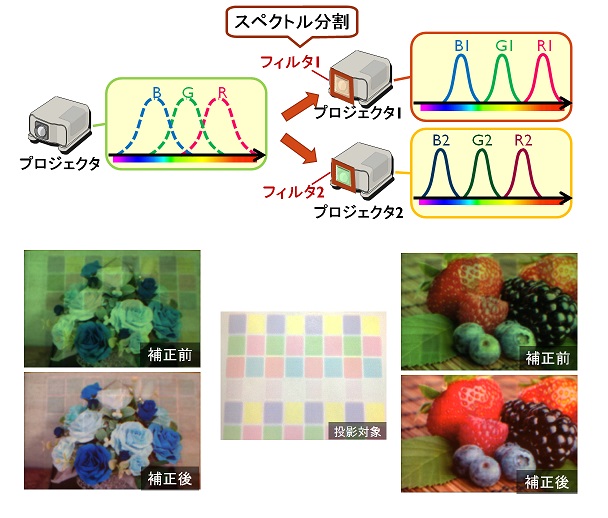 スペクトル分割
フィルタ1
プロジェクタ1
B1 G1 R1
B G R
プロジェクタ
フィルタ2
プロジェクタ2
B2 G2 R2
補正前
補正後
投影対象
補正前
補正後